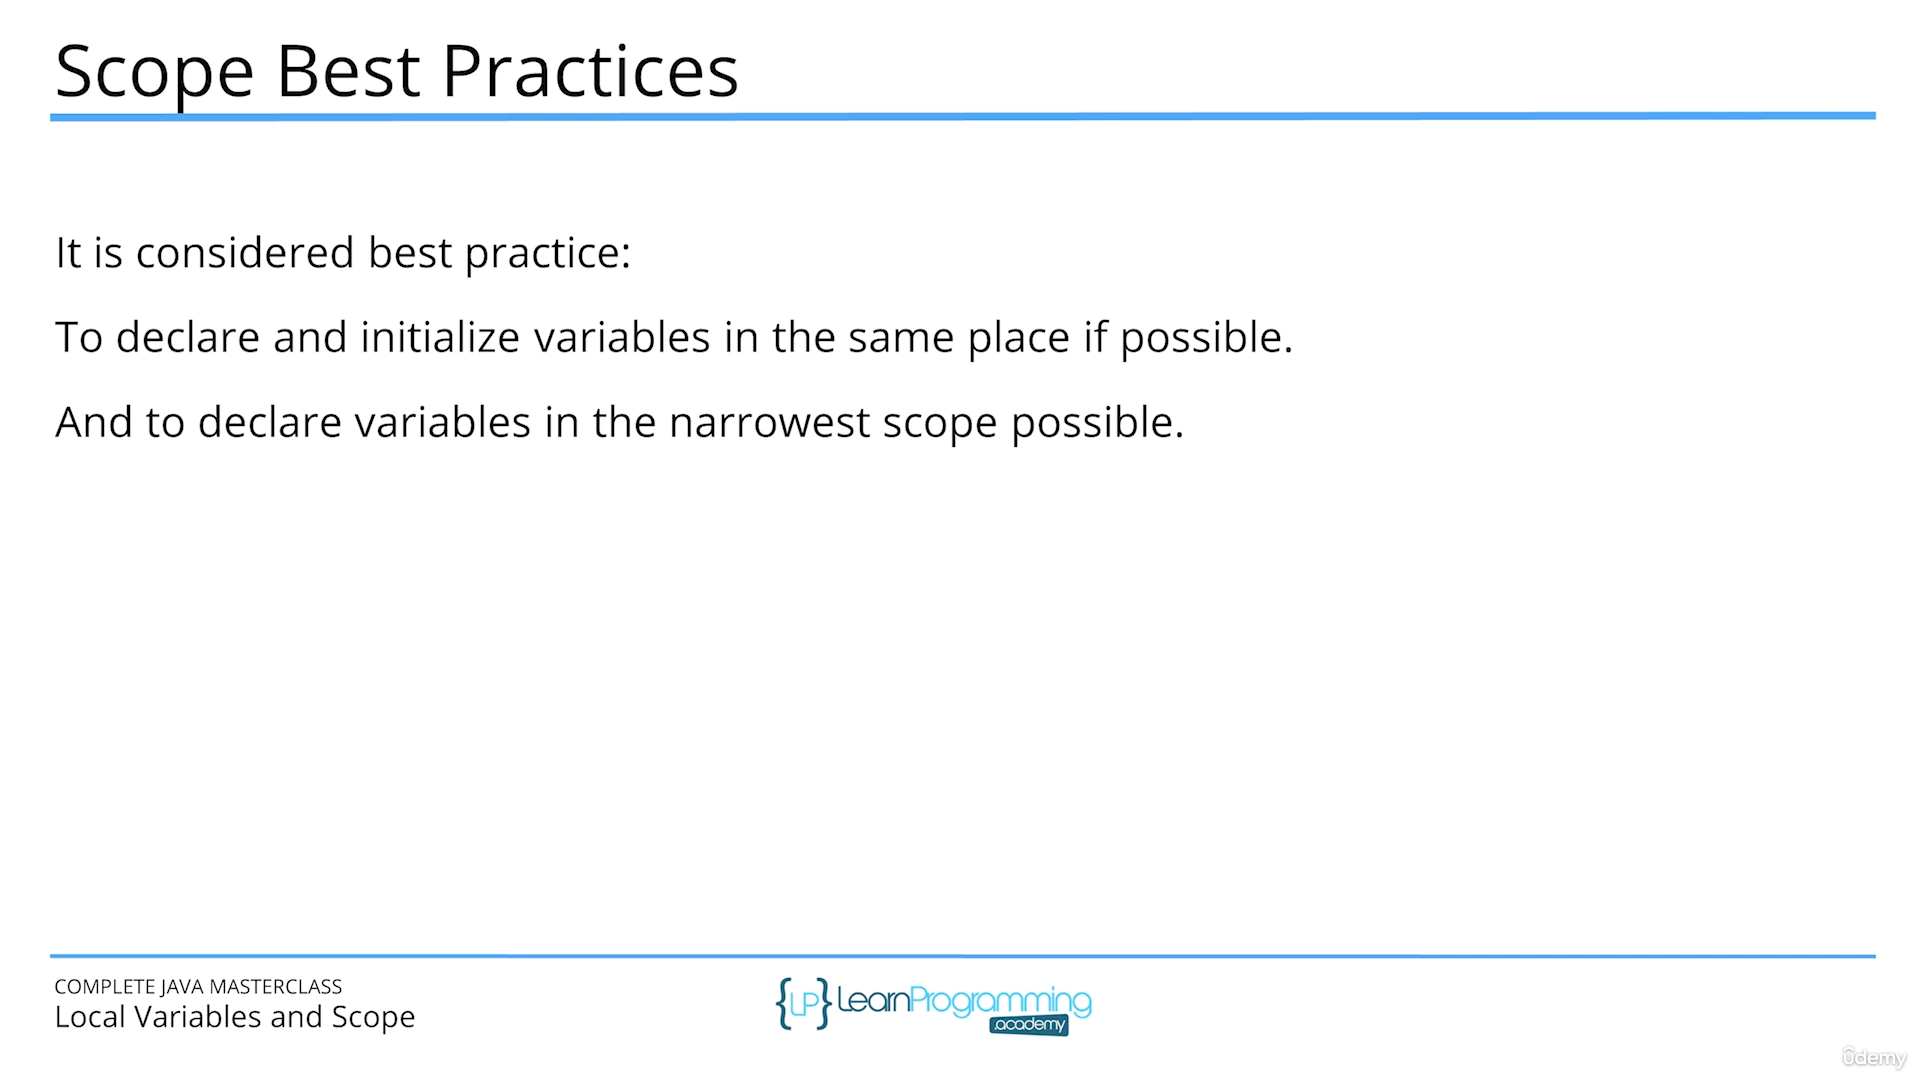 Scope Best Practices
It is considered best practice:
To declare and initialize variables in the same place if possible.
And to declare variables in the narrowest scope possible.
COMPLETE JAVA MASTERCLASS
Local Variables and Scope
{LP} LearnProgramming
.academy
ûdemy